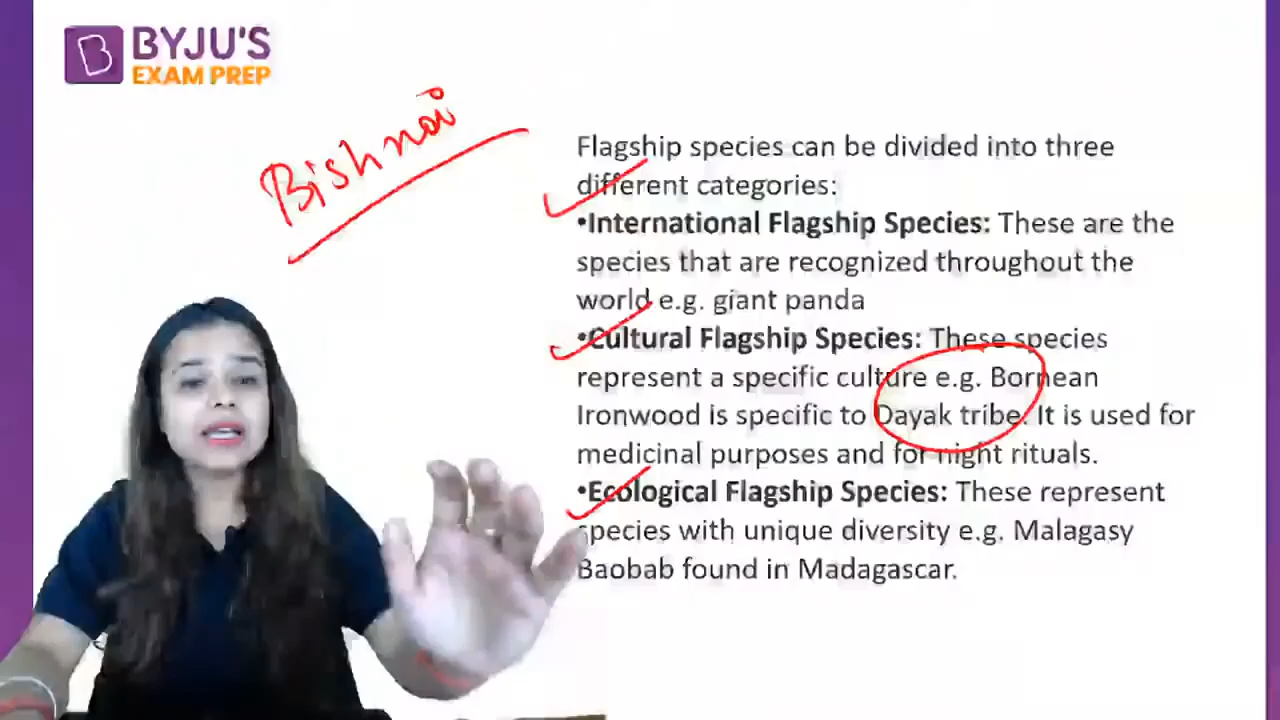 BYJU'S
EXAM PREP
Bishnoi
Flagship species can be divided into three
different categories:
•International Flagship Species: These are the
species that are recognized throughout the
world e.g. giant panda
•Cultural Flagship Species: These species
represent a specific culture e.g. Bornean
Ironwood is specific to Dayak tribe. It is used for
medicinal purposes and for night rituals.
•Ecological Flagship Species: These represent
species with unique diversity e.g. Malagasy
Baobab found in Madagascar.